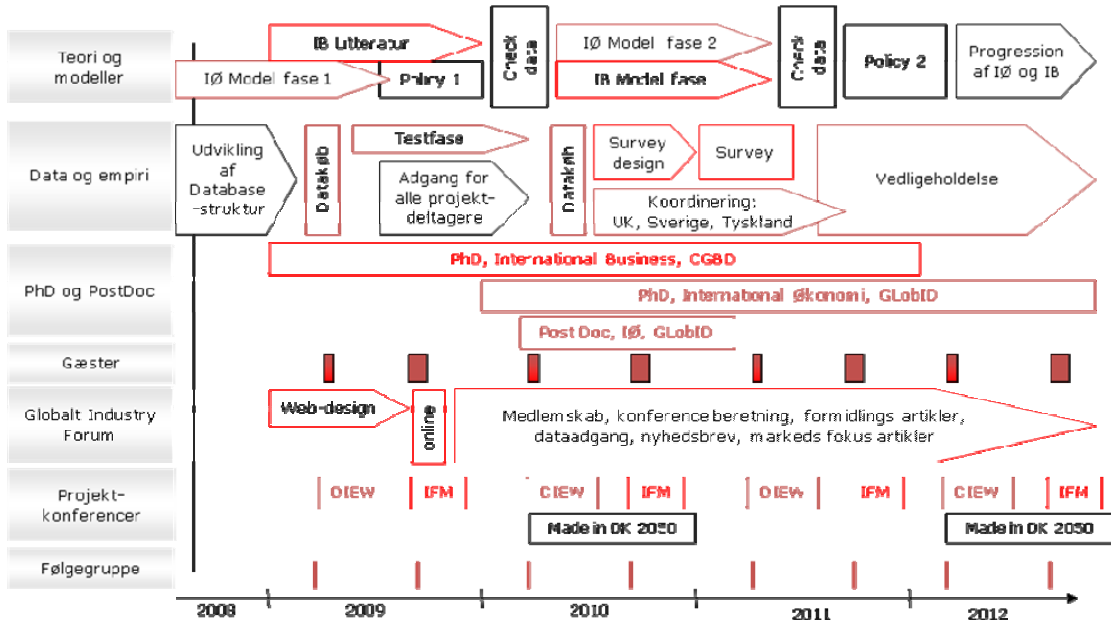 Teori og
modeller
IB Litteratur
IØ Model fase 1
Policy 1
Check
data
IØ Model fase 2
IB Model fase
Check
data
Policy 2
Progression
af IØ og IB
Data og empiri
Udvikling
af
Database
-struktur
Datakøb
Testfase
Adgang for
alle projekt-
deltagere
Datakøb
Survey
design
Survey
Koordinering:
UK, Sverige, Tyskland
Vedligeholdelse
PhD og PostDoc
PhD, International Business, CGBD
PhD, International Økonomi, GLobID
Post Doc, IØ, GLobID
Gæster
Globalt Industry
Forum
Web-design
online
Medlemskab, konference beretning, formidlings artikler,
dataadgang, nyhedsbrev, markeds fokus artikler
Projekt-
konferencer
OIEW
IFM
CIEW
IFM
OIEW
IFM
CIEW
IFM
Made in DK 2050
Made in DK 2050
Følgegruppe
2008
2009
2010
2011
2012